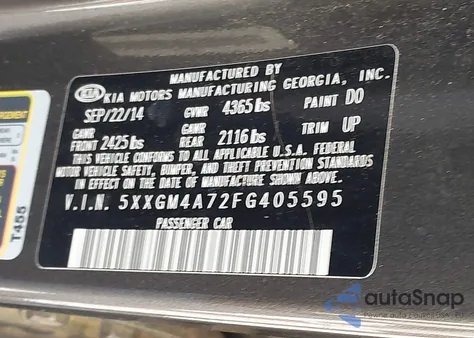 MANUFACTURED BY
KIA KIA MOTORS MANUFACTURING GEORGIA, INC.
SEP/22/14 GVWR 4365 lbs PAINT DO
GAWR FRONT 2425 lbs GAWR REAR 2116 lbs TRIM UP
THIS VEHICLE CONFORMS TO ALL APPLICABLE U.S.A. FEDERAL
MOTOR VEHICLE SAFETY, BUMPER, AND THEFT PREVENTION STANDARDS
IN EFFECT ON THE DATE OF MANUFACTURE SHOWN ABOVE.
V.I.N. 5XXGM4A72FG405595
PASSENGER CAR
T455
autoSnap